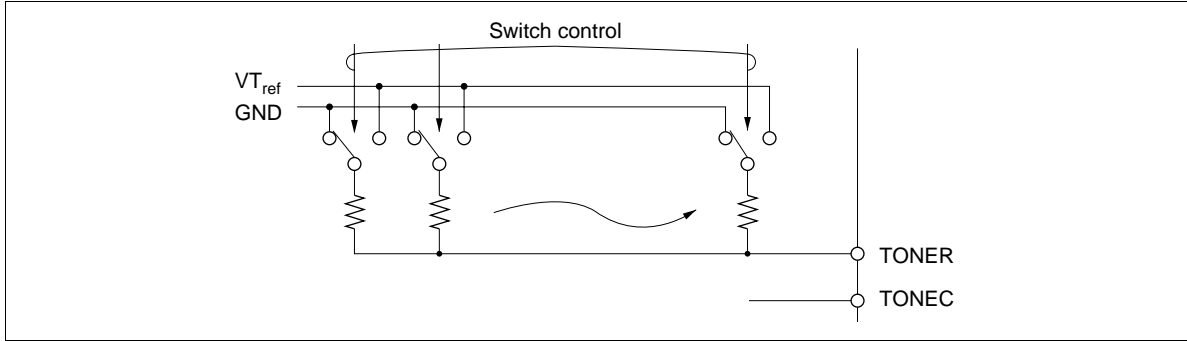 Switch control
VTref
GND
TONER
TONEC